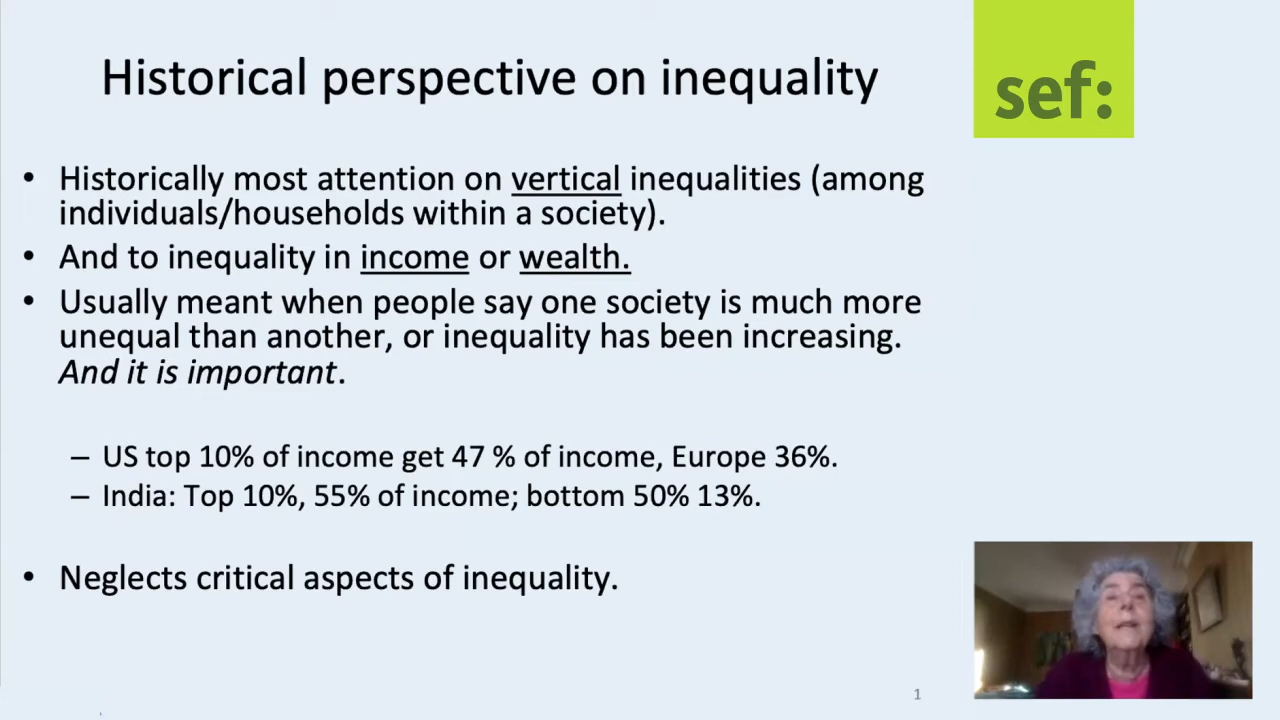 Historical perspective on inequality
sef:
• Historically most attention on vertical inequalities (among
individuals/households within a society).
• And to inequality in income or wealth.
• Usually meant when people say one society is much more
unequal than another, or inequality has been increasing.
And it is important.
– US top 10% of income get 47 % of income, Europe 36%.
– India: Top 10%, 55% of income; bottom 50% 13%.
• Neglects critical aspects of inequality.
1